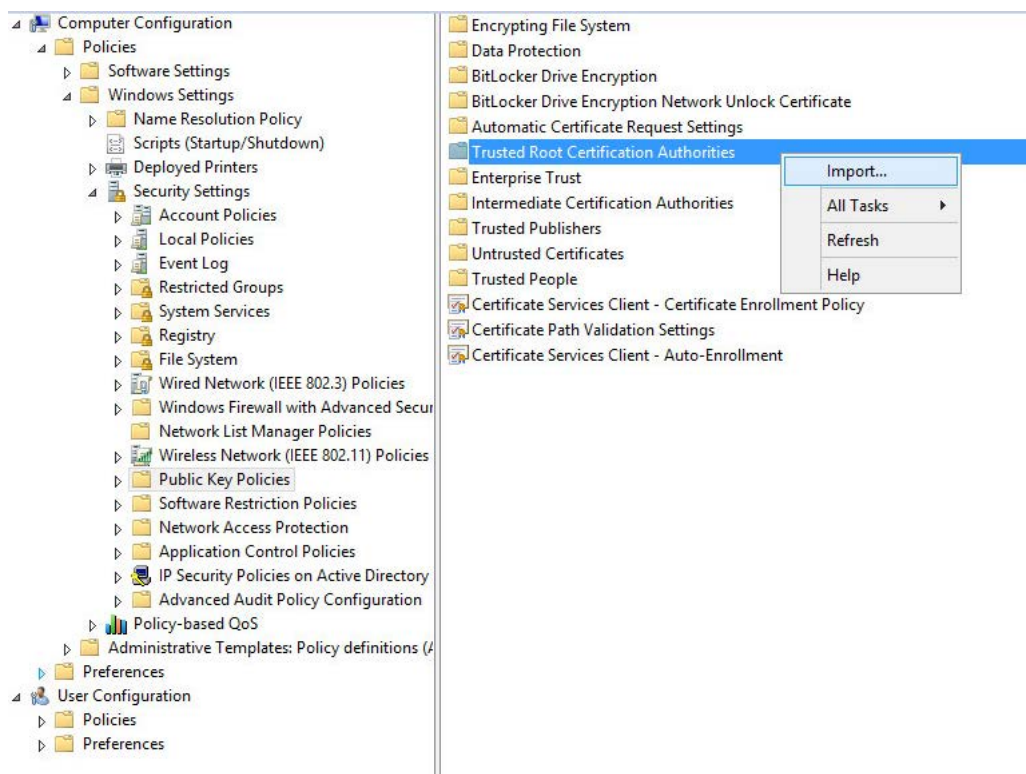 Computer Configuration
Policies
Software Settings
Windows Settings
Name Resolution Policy
Scripts (Startup/Shutdown)
Deployed Printers
Security Settings
Account Policies
Local Policies
Event Log
Restricted Groups
System Services
Registry
File System
Wired Network (IEEE 802.3) Policies
Windows Firewall with Advanced Secur
Network List Manager Policies
Wireless Network (IEEE 802.11) Policies
Public Key Policies
Software Restriction Policies
Network Access Protection
Application Control Policies
IP Security Policies on Active Directory
Advanced Audit Policy Configuration
Policy-based QoS
Administrative Templates: Policy definitions (
Preferences
User Configuration
Policies
Preferences
Encrypting File System
Data Protection
BitLocker Drive Encryption
BitLocker Drive Encryption Network Unlock Certificate
Automatic Certificate Request Settings
Trusted Root Certification Authorities
Enterprise Trust
Intermediate Certification Authorities
Trusted Publishers
Untrusted Certificates
Trusted People
Certificate Services Client - Certificate Enrollment Policy
Certificate Path Validation Settings
Certificate Services Client - Auto-Enrollment
Import...
All Tasks
Refresh
Help